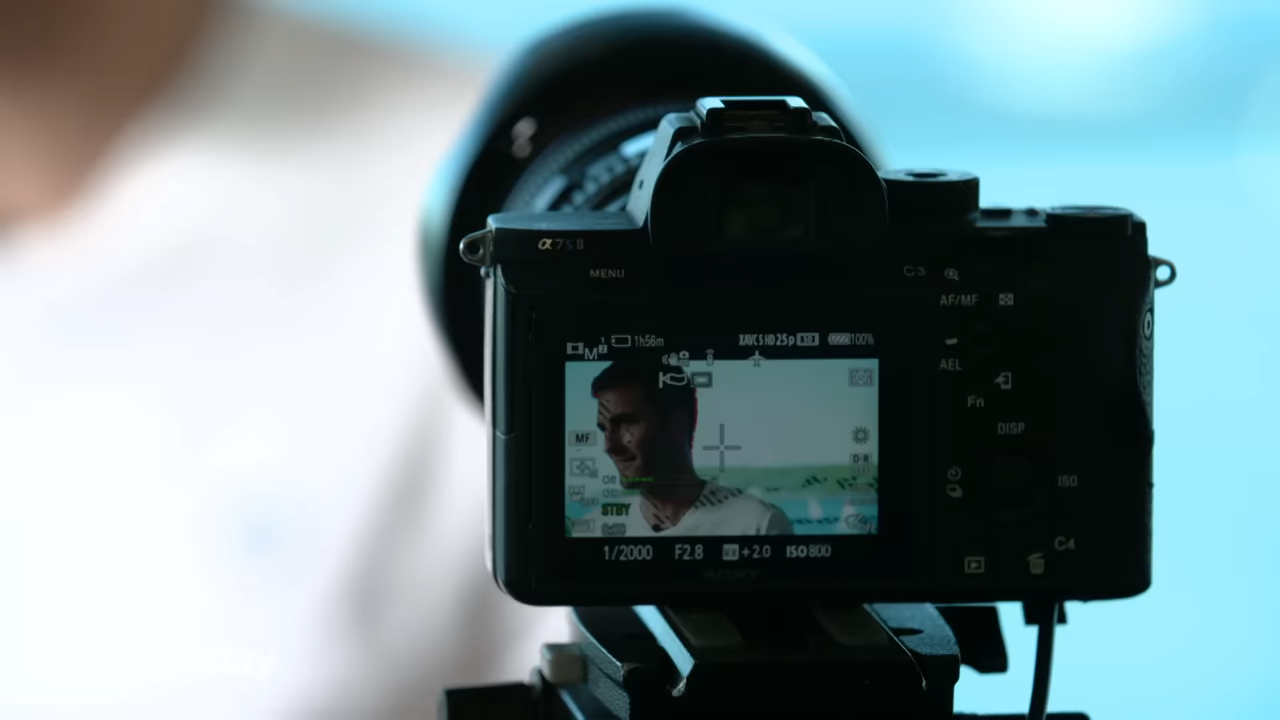 α7SII
MENU
C3
AF/MF
AEL
Fn
DISP
ISO
C4
M 1h56m XAVC S HD 25p 100%
MF
D-R
STBY
1/2000 F2.8 +2.0 ISO 800
SONY